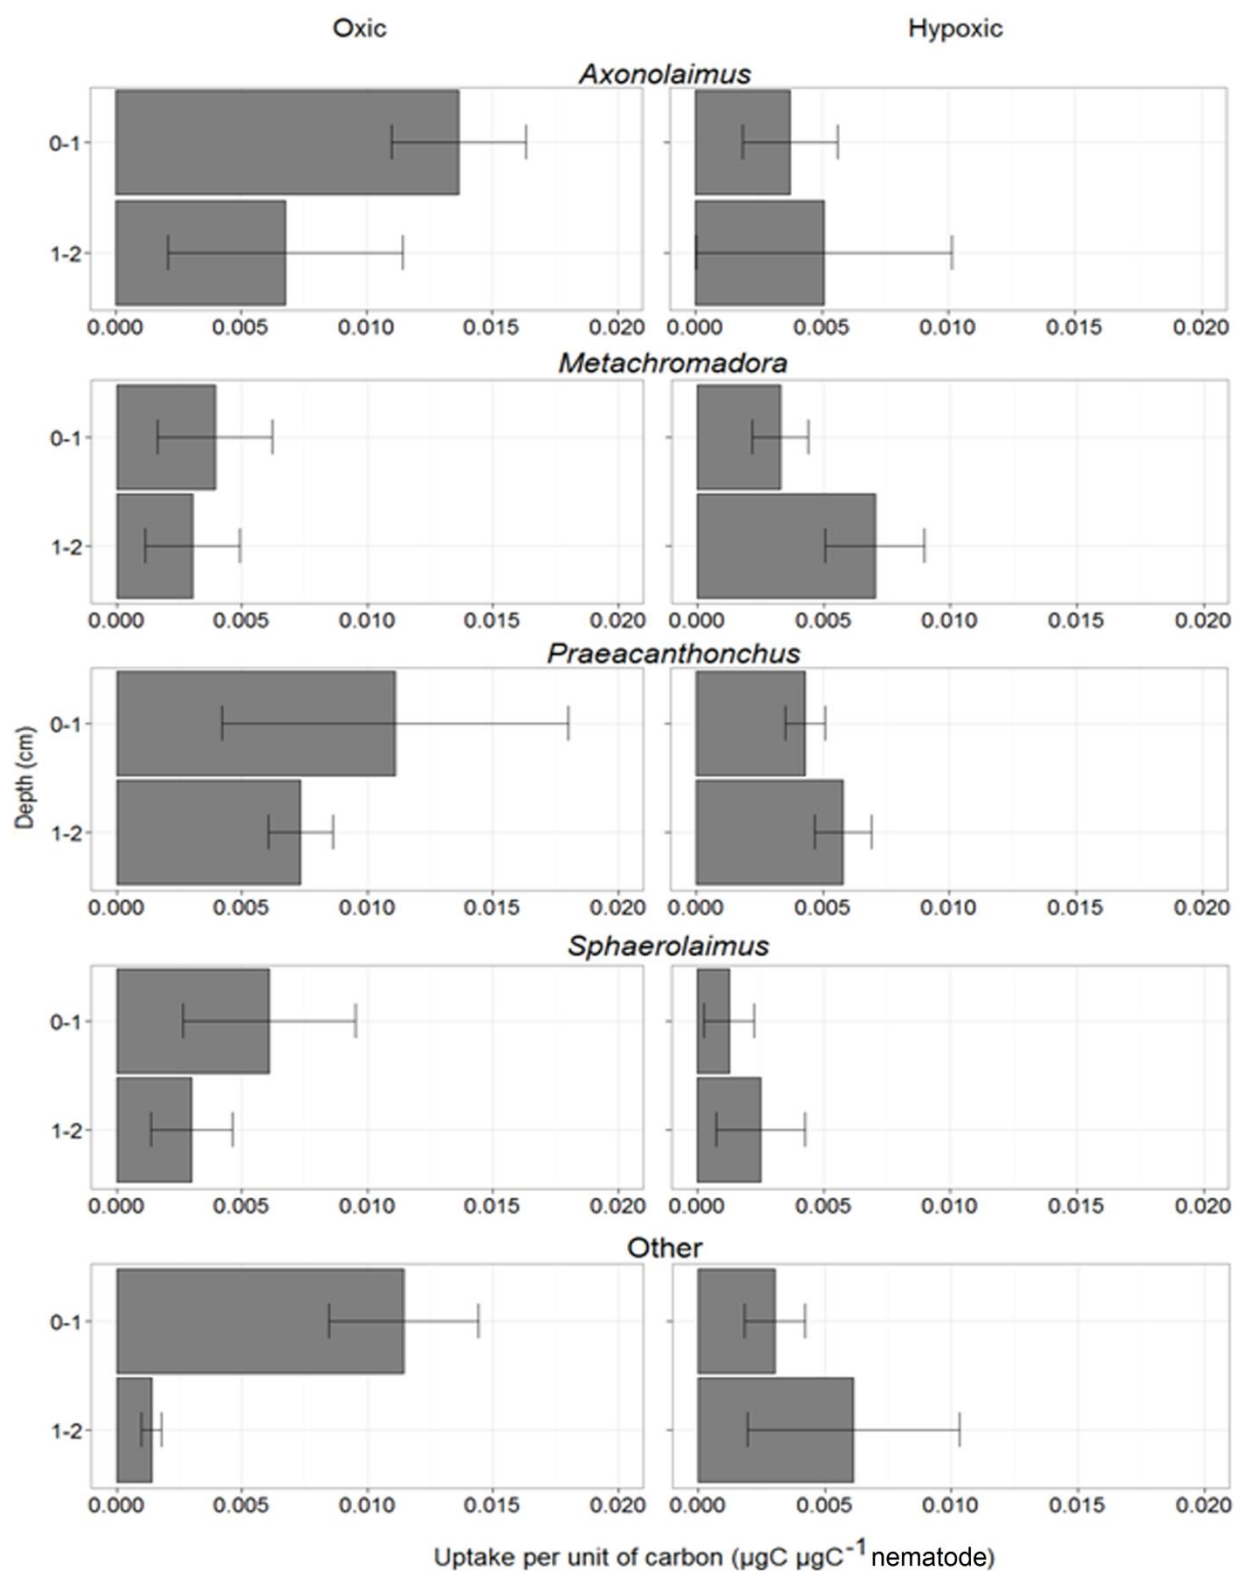 Oxic Hypoxic
Axonolaimus
0-1
1-2
0.000 0.005 0.010 0.015 0.020 0.000 0.005 0.010 0.015 0.020
Metachromadora
0-1
1-2
0.000 0.005 0.010 0.015 0.020 0.000 0.005 0.010 0.015 0.020
Praeacanthonchus
0-1
1-2
0.000 0.005 0.010 0.015 0.020 0.000 0.005 0.010 0.015 0.020
Depth (cm)
Sphaerolaimus
0-1
1-2
0.000 0.005 0.010 0.015 0.020 0.000 0.005 0.010 0.015 0.020
Other
0-1
1-2
0.000 0.005 0.010 0.015 0.020 0.000 0.005 0.010 0.015 0.020
Uptake per unit of carbon (µgC µgC⁻¹ nematode)